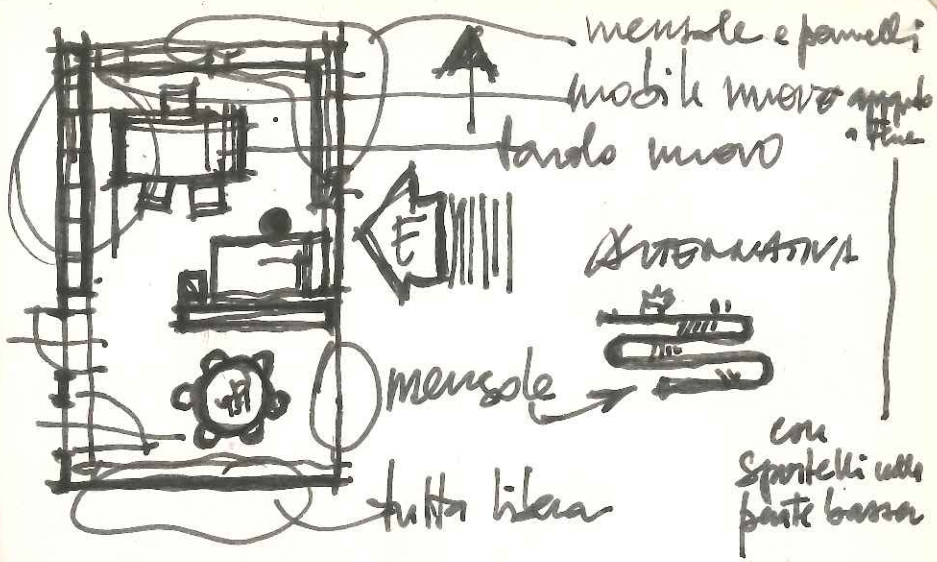 mensole e pannelli
mobile nuovo
tavolo nuovo
E
ALTERNATIVA
mensole
con
sportelli nella
parte bassa
tutta libera